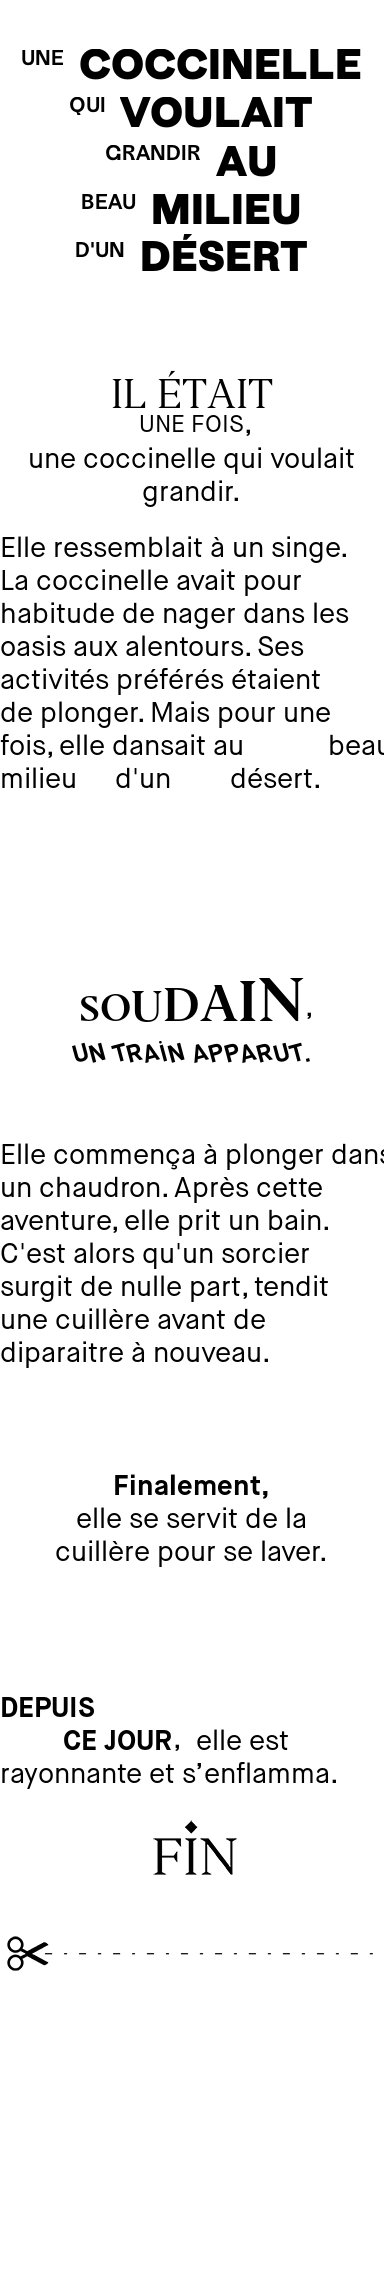 UNE COCCINELLE
QUI VOULAIT
GRANDIR AU
BEAU MILIEU
D'UN DÉSERT
IL ÉTAIT
UNE FOIS,
une coccinelle qui voulait
grandir.
Elle ressemblait à un singe.
La coccinelle avait pour
habitude de nager dans les
oasis aux alentours. Ses
activités préférés étaient
de plonger. Mais pour une
fois, elle dansait au beau
milieu d'un désert.
SOUDAIN,
UN TRAIN APPARUT.
Elle commença à plonger dans
un chaudron. Après cette
aventure, elle prit un bain.
C'est alors qu'un sorcier
surgit de nulle part, tendit
une cuillère avant de
diparaitre à nouveau.
Finalement,
elle se servit de la
cuillère pour se laver.
DEPUIS
CE JOUR, elle est
rayonnante et s’enflamma.
FIN